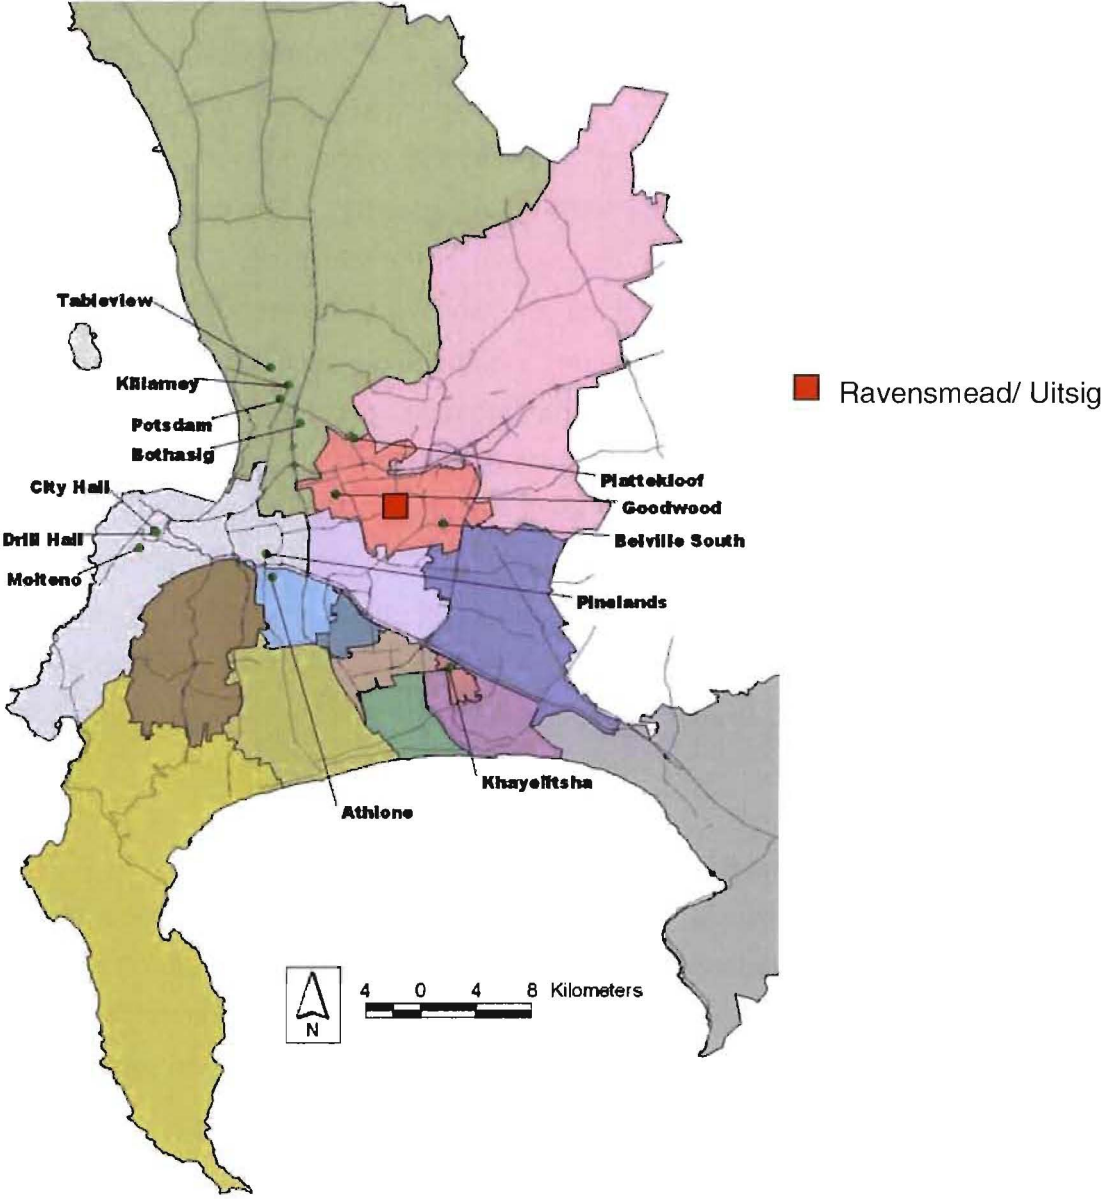 Tableview
Killarney
Ravensmead/ Uitsig
Potsdam
Bothasig
City Hall
Plattekloof
Goodwood
Drill Hall
Belville South
Molteno
Pinelands
Khayelitsha
Athlone
4 0 4 8 Kilometers
N